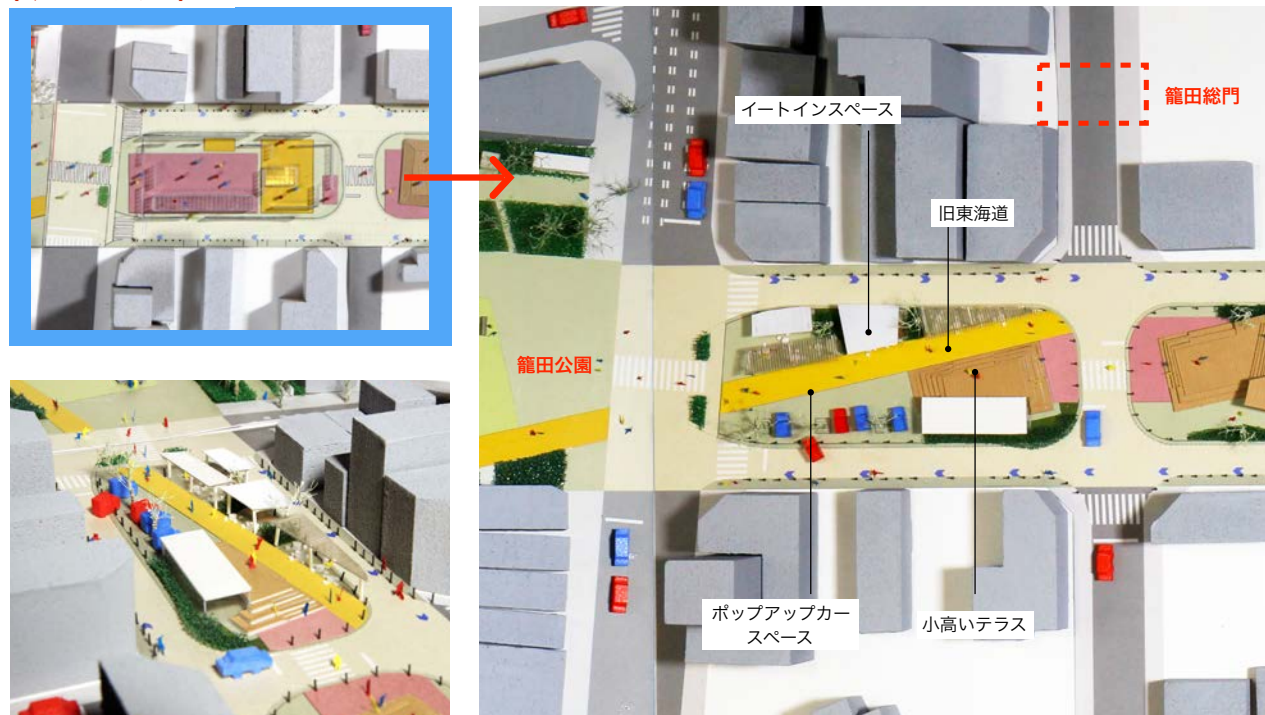 イートインスペース
籠田総門
旧東海道
籠田公園
ポップアップカー
スペース
小高いテラス